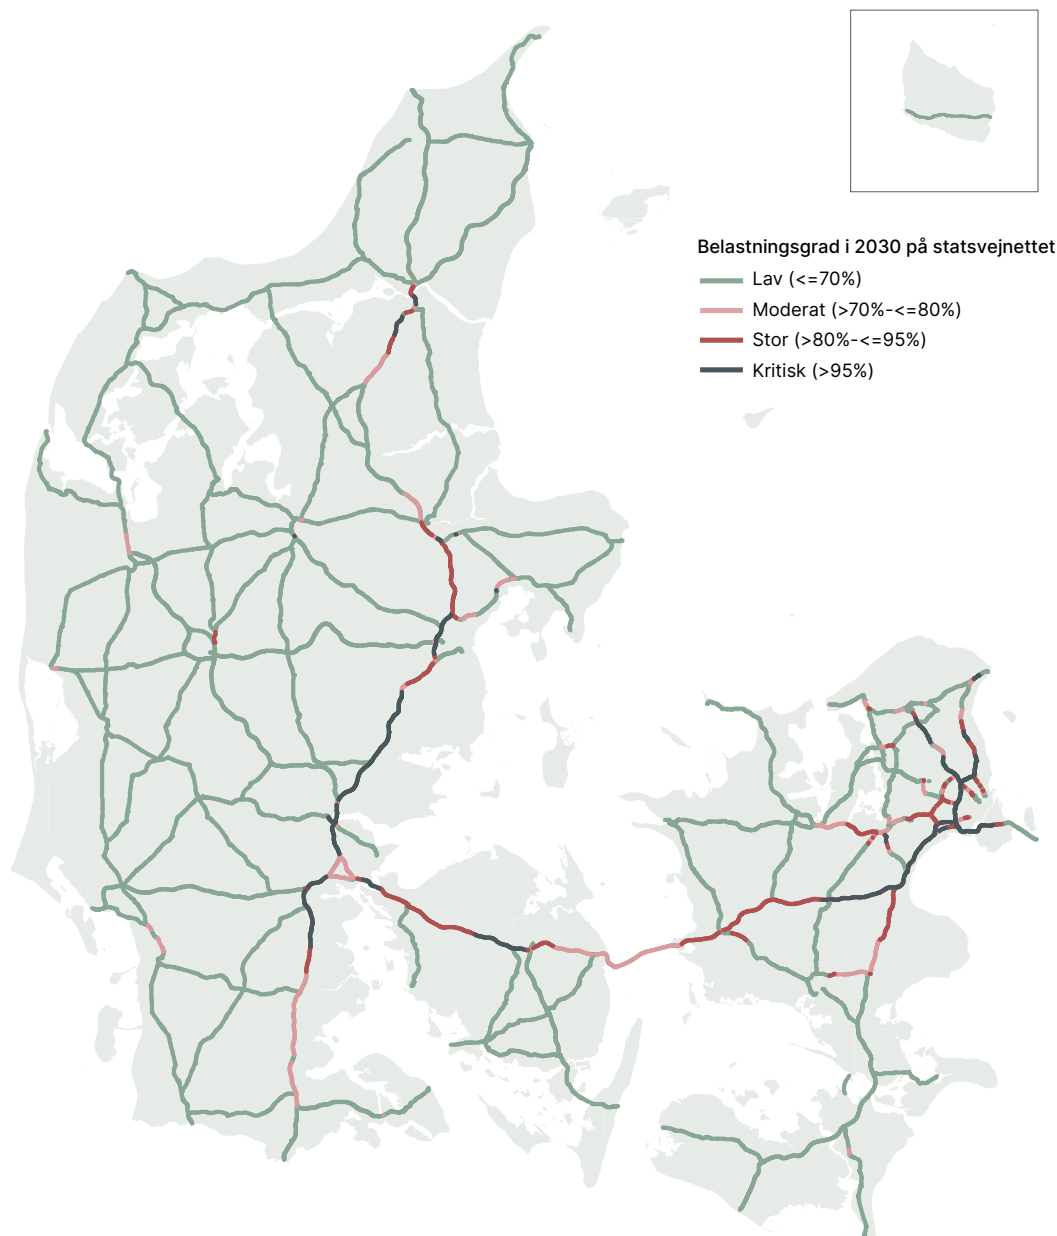 Belastningsgrad i 2030 på statsvejnettet
Lav (<=70%)
Moderat (>70%-<=80%)
Stor (>80%-<=95%)
Kritisk (>95%)